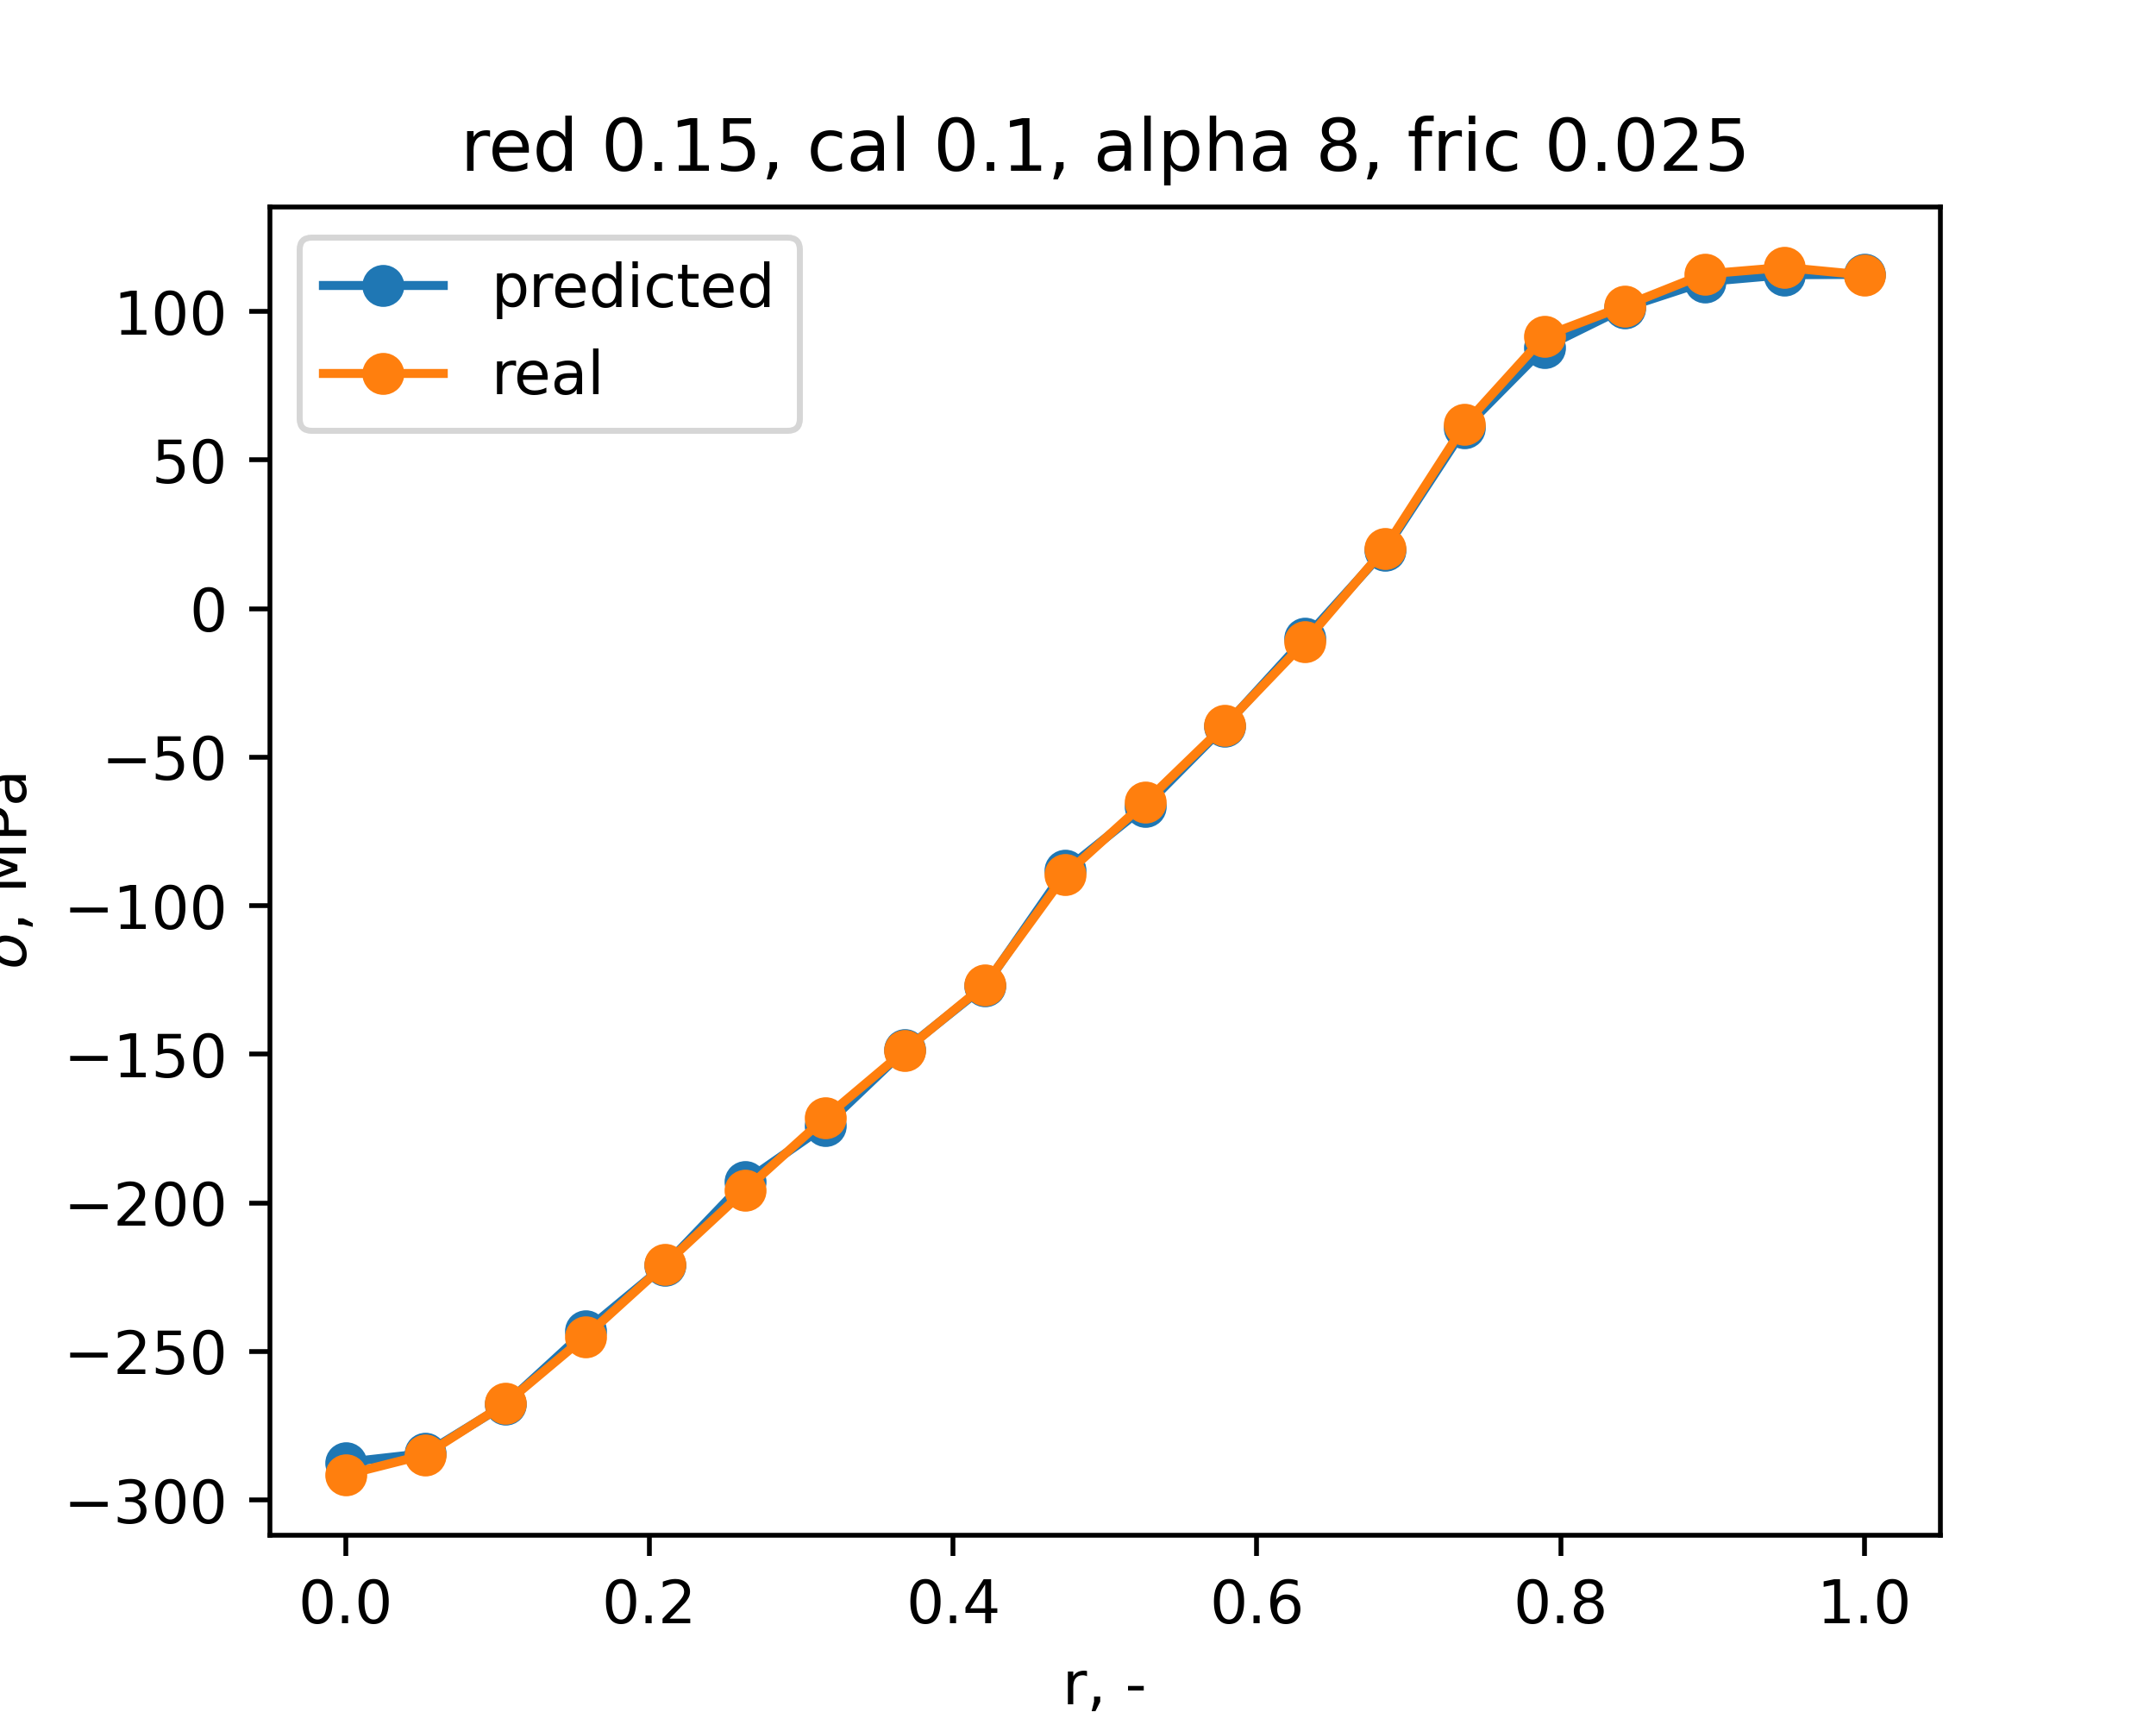 red 0.15, cal 0.1, alpha 8, fric 0.025
predicted
real
100
50
0
−50
−100
−150
−200
−250
−300
σ, MPa
0.0 0.2 0.4 0.6 0.8 1.0
r, -